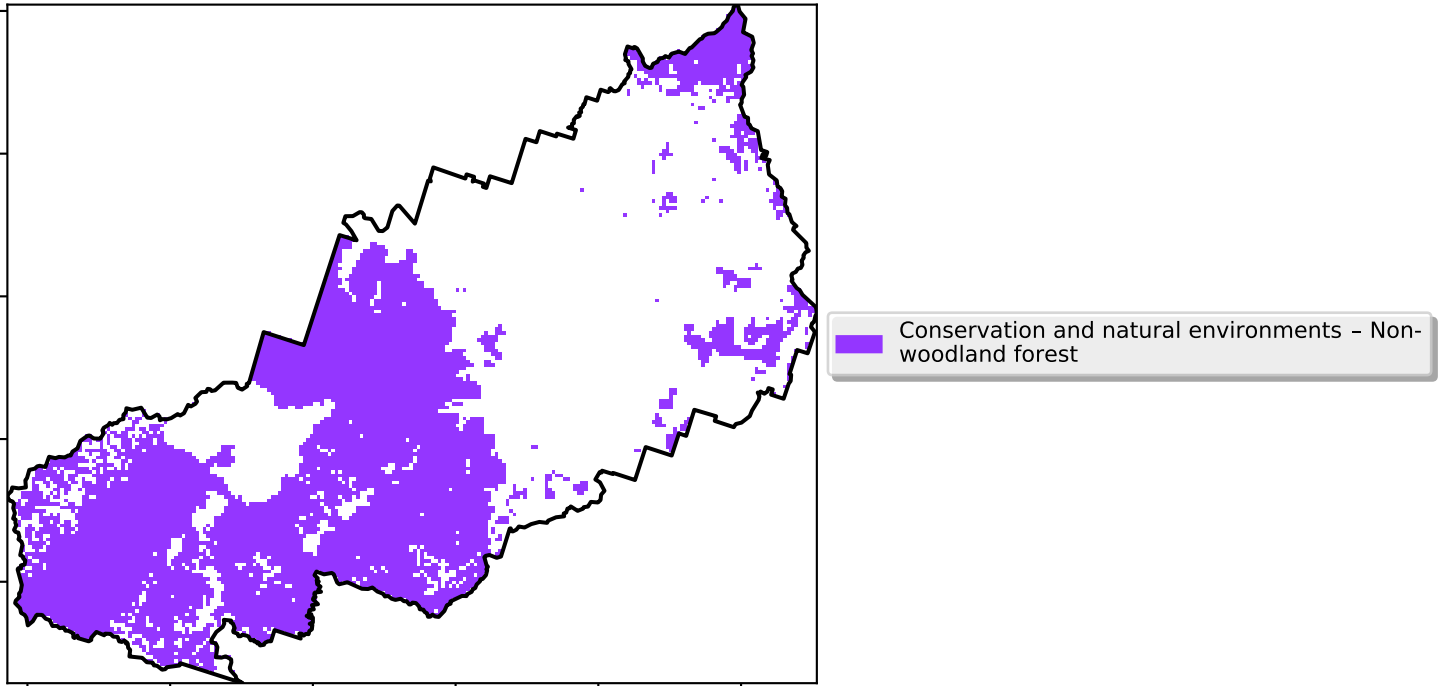 Conservation and natural environments – Non-
woodland forest